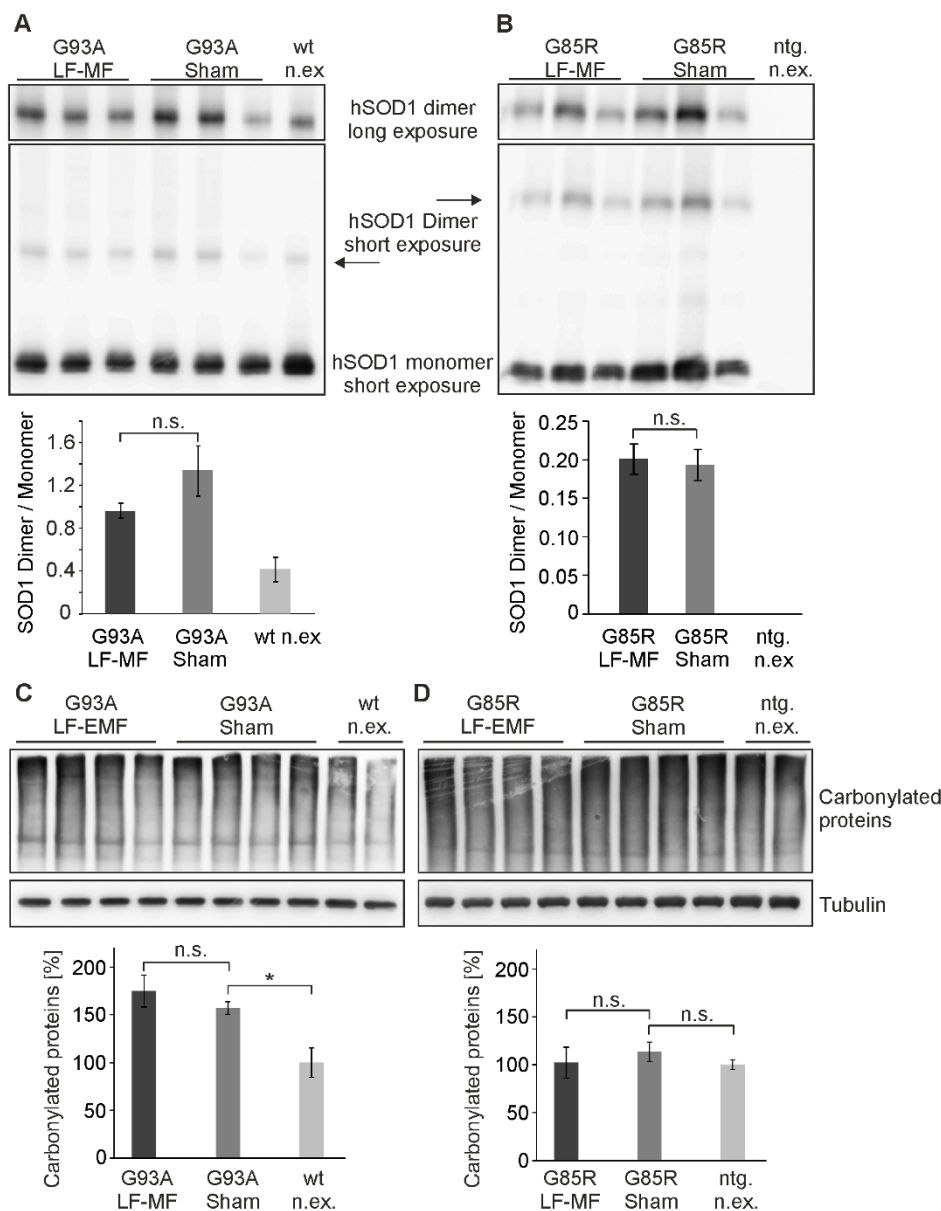 A
G93A
LF-MF
G93A
Sham
wt
n.ex
hSOD1 dimer
long exposure
hSOD1 Dimer
short exposure
hSOD1 monomer
short exposure
SOD1 Dimer / Monomer
1.6
1.2
0.8
0.4
0
n.s.
G93A
LF-MF
G93A
Sham
wt n.ex
B
G85R
LF-MF
G85R
Sham
ntg.
n.ex.
SOD1 Dimer / Monomer
0.25
0.20
0.15
0.10
0.05
0
n.s.
G85R
LF-MF
G85R
Sham
ntg.
n.ex
C
G93A
LF-EMF
G93A
Sham
wt
n.ex.
Carbonylated proteins [%]
200
150
100
50
0
n.s.
*
G93A
LF-MF
G93A
Sham
wt
n.ex.
D
G85R
LF-EMF
G85R
Sham
ntg.
n.ex.
Carbonylated
proteins
Tubulin
Carbonylated proteins [%]
200
150
100
50
0
n.s.
n.s.
G85R
LF-MF
G85R
Sham
ntg.
n.ex.